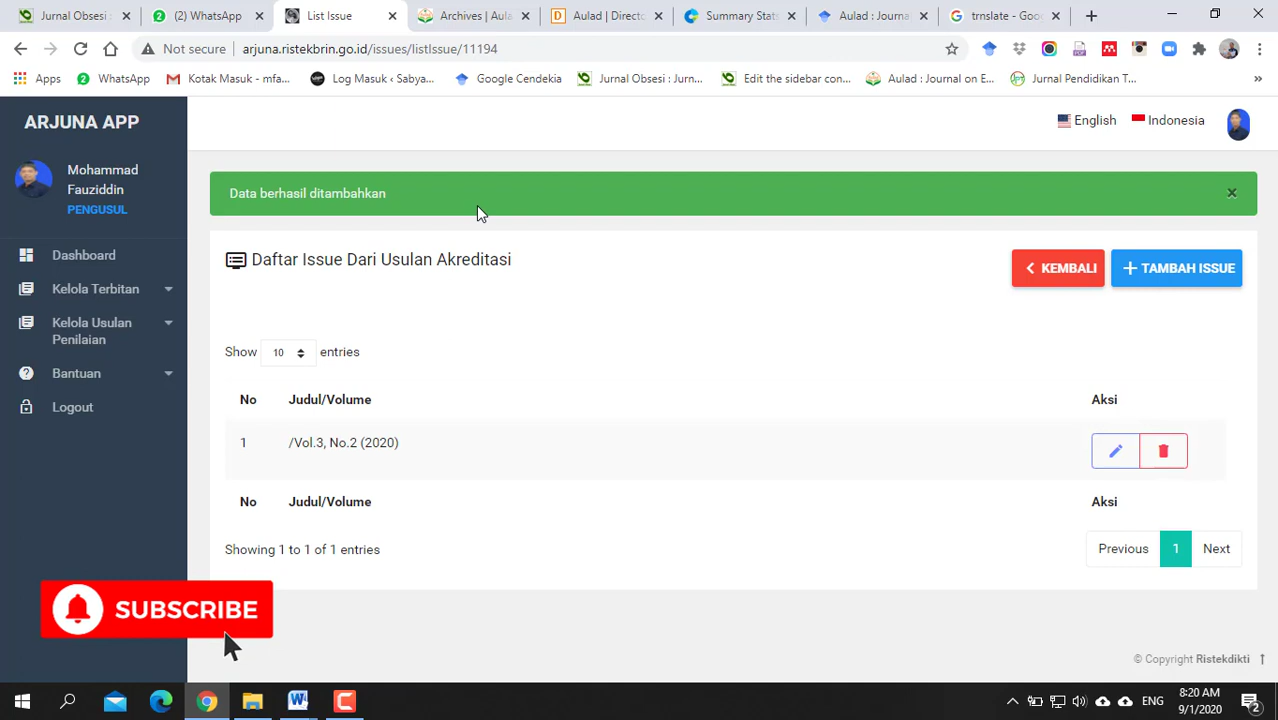 Jurnal Obsesi :
(2) WhatsApp
List Issue
Archives | Aula
Aulad | Direct
Summary Stat
Aulad : Journa
trnslate - Goo
Not secure
arjuna.ristekbrin.go.id/issues/listIssue/11194
Apps
WhatsApp
Kotak Masuk - mfa...
Log Masuk ‹ Sabya...
Google Cendekia
Jurnal Obsesi : Jurn...
Edit the sidebar con...
Aulad : Journal on E...
Jurnal Pendidikan T...
»
ARJUNA APP
English
Indonesia
Mohammad
Fauziddin
PENGUSUL
Dashboard
Kelola Terbitan
Kelola Usulan
Penilaian
Bantuan
Logout
Data berhasil ditambahkan
Daftar Issue Dari Usulan Akreditasi
KEMBALI
TAMBAH ISSUE
Show 10 entries
No Judul/Volume Aksi
1 /Vol.3, No.2 (2020)
No Judul/Volume Aksi
Showing 1 to 1 of 1 entries
Previous 1 Next
SUBSCRIBE
© Copyright Ristekdikti
ENG
8:20 AM
9/1/2020
2